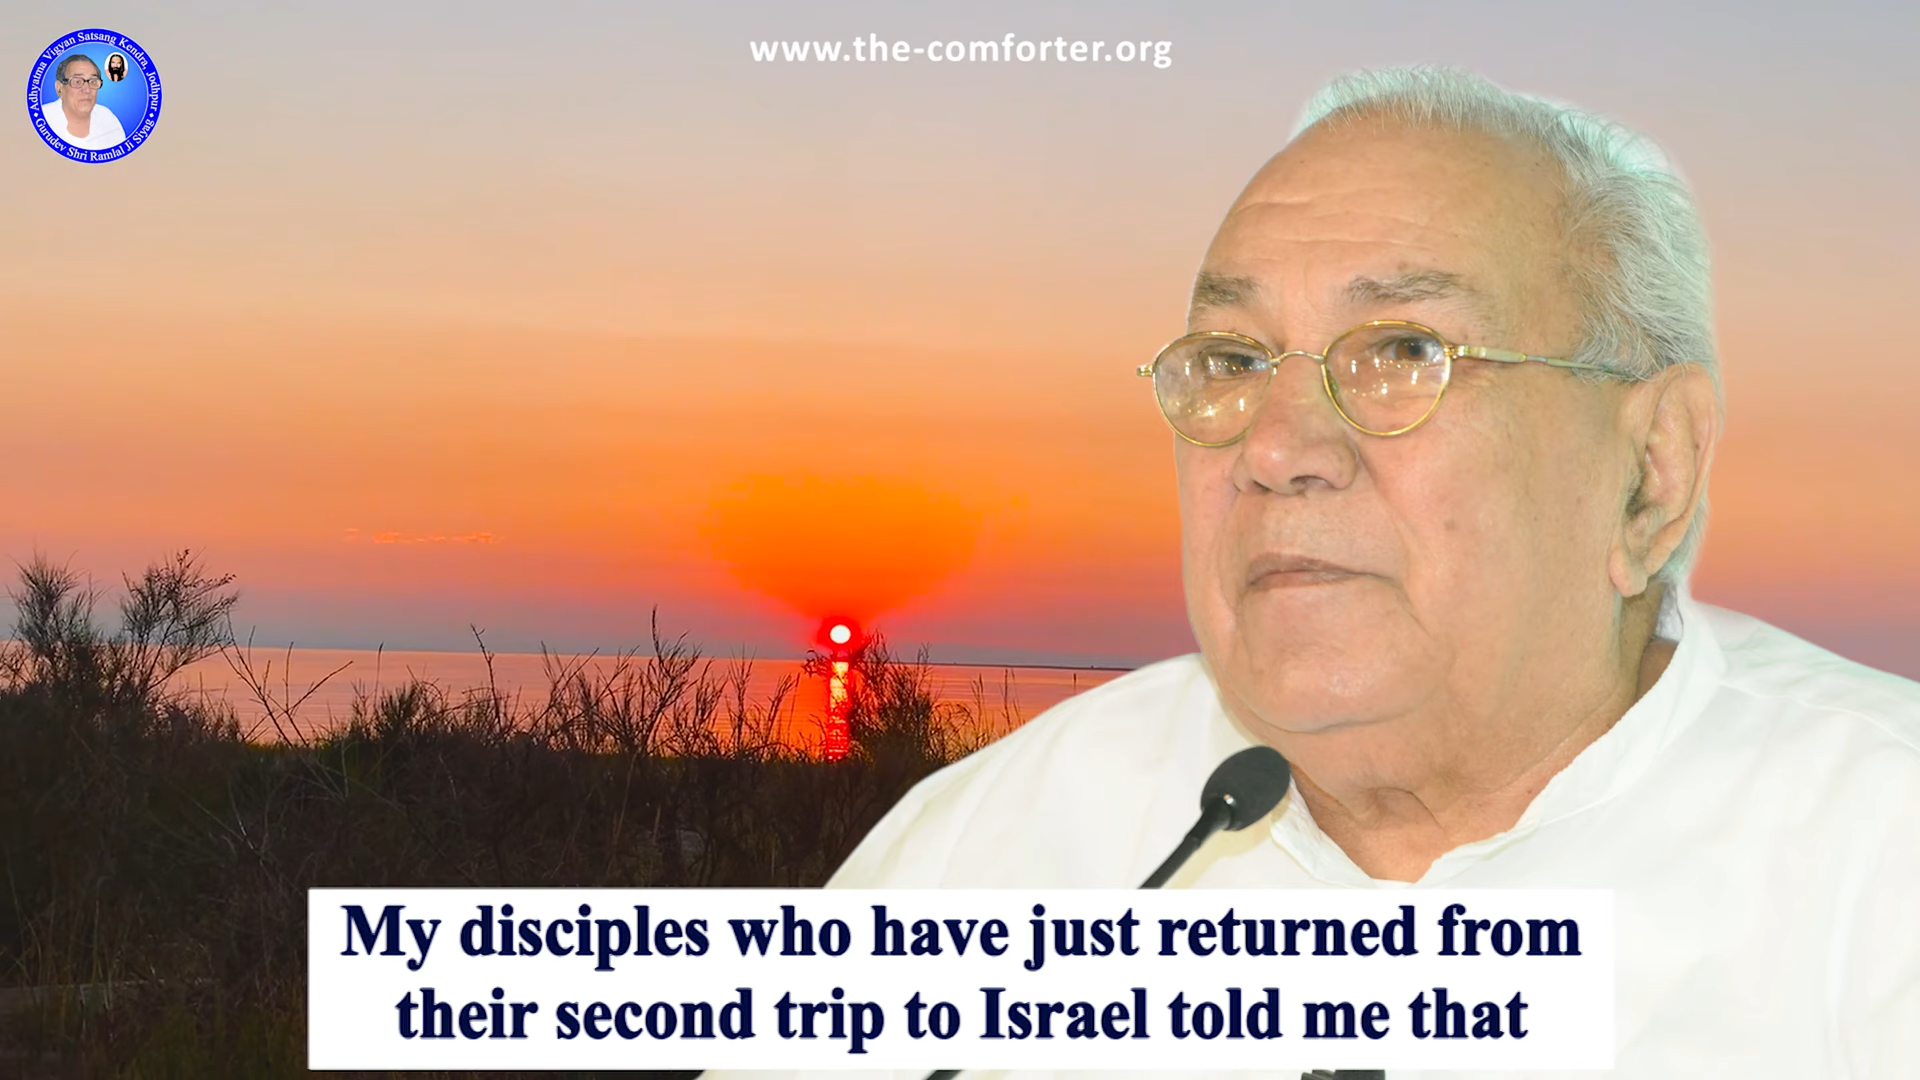 www.the-comforter.org
Adhyatma Vigyan Satsang Kendra, Jodhpur
• Gurudev Shri Ramlal Ji Siyag •
My disciples who have just returned from
their second trip to Israel told me that